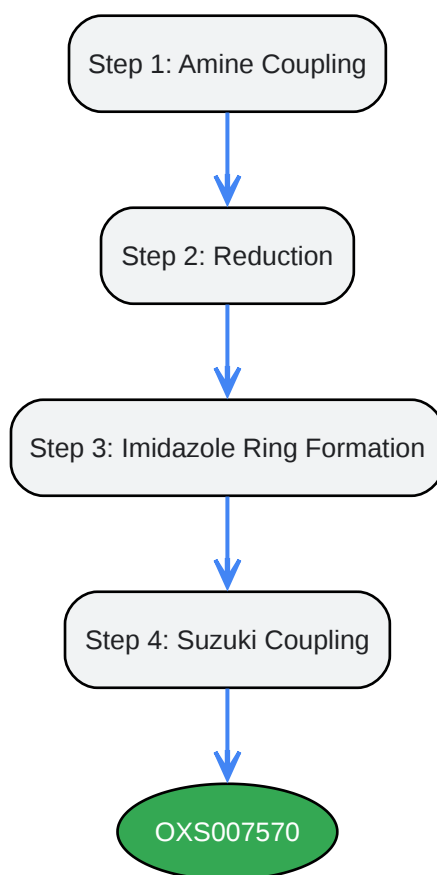 Step 1: Amine Coupling
Step 2: Reduction
Step 3: Imidazole Ring Formation
Step 4: Suzuki Coupling
OXS007570